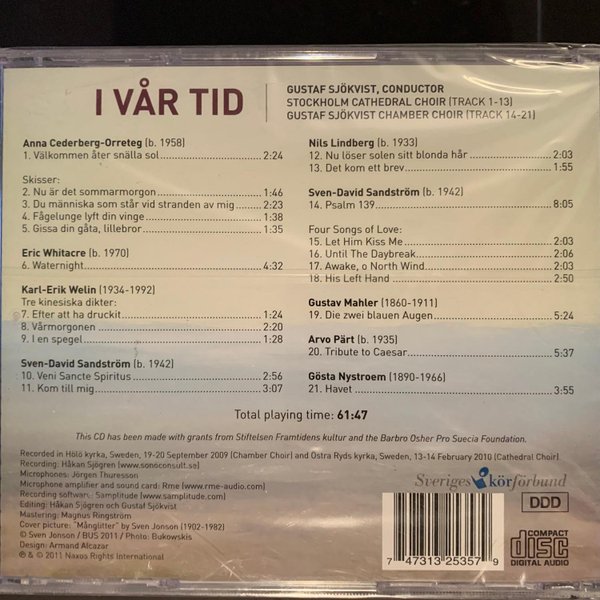 I VÅR TID
GUSTAF SJÖKVIST, CONDUCTOR
STOCKHOLM CATHEDRAL CHOIR (TRACK 1-13)
GUSTAF SJÖKVIST CHAMBER CHOIR (TRACK 14-21)
Anna Cederberg-Orreteg (b. 1958)
1. Välkommen åter snälla sol 2:24
Skisser:
2. Nu är det sommarmorgon 1:46
3. Du människa som står vid stranden av mig 2:23
4. Fågelunge lyft din vinge 1:38
5. Gissa din gåta, lillebror 1:35
Eric Whitacre (b. 1970)
6. Waternight 4:32
Karl-Erik Welin (1934-1992)
Tre kinesiska dikter:
7. Efter att ha druckit 1:24
8. Vårmorgonen 2:20
9. I en spegel 1:28
Sven-David Sandström (b. 1942)
10. Veni Sancte Spiritus 2:56
11. Kom till mig 3:07
Nils Lindberg (b. 1933)
12. Nu löser solen sitt blonda hår 2:03
13. Det kom ett brev 1:55
Sven-David Sandström (b. 1942)
14. Psalm 139 8:05
Four Songs of Love:
15. Let Him Kiss Me 2:03
16. Until The Daybreak 2:06
17. Awake, o North Wind 2:03
18. His Left Hand 2:50
Gustav Mahler (1860-1911)
19. Die zwei blauen Augen 5:24
Arvo Pärt (b. 1935)
20. Tribute to Caesar 5:37
Gösta Nystroem (1890-1966)
21. Havet 3:55
Total playing time: 61:47
This CD has been made with grants from Stiftelsen Framtidens kultur and the Barbro Osher Pro Suecia Foundation.
Recorded in Hölö kyrka, Sweden, 19-20 September 2009 (Chamber Choir) and Östra Ryds kyrka, Sweden, 13-14 February 2010 (Cathedral Choir).
Recording: Håkan Sjögren (www.sonoconsult.se)
Microphones: Jörgen Thuresson
Microphone amplifier and sound card: Rme (www.rme-audio.com)
Recording software: Samplitude (www.samplitude.com)
Editing: Håkan Sjögren och Gustaf Sjökvist
Mastering: Magnus Ringström
Cover picture: "Månglitter" by Sven Jonson (1902-1982)
© Sven Jonson / BUS 2011 / Photo: Bukowskis
Design: Armand Alcazar
℗ & © 2011 Naxos Rights International
Sveriges körförbund
DDD
7 47313 25357 9
COMPACT
disc
DIGITAL AUDIO